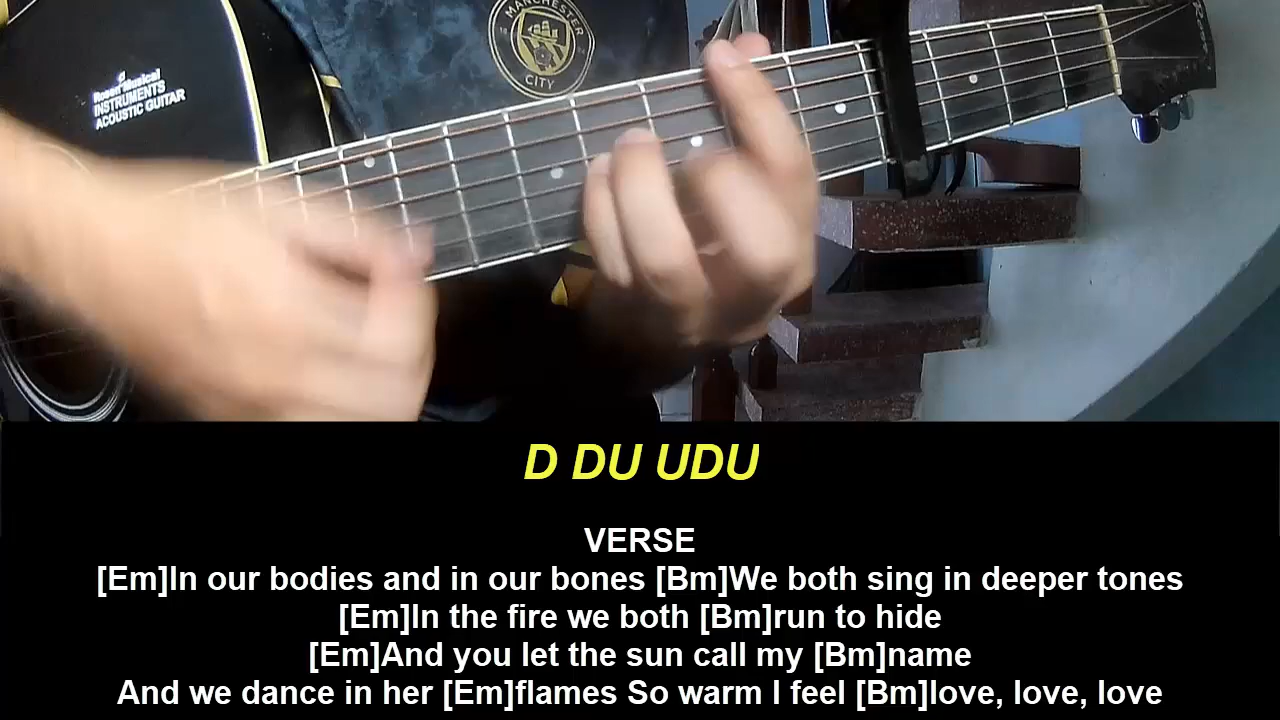 MANCHESTER
CITY
Rosen Musical
INSTRUMENTS
ACOUSTIC GUITAR
D DU UDU
VERSE
[Em]In our bodies and in our bones [Bm]We both sing in deeper tones
[Em]In the fire we both [Bm]run to hide
[Em]And you let the sun call my [Bm]name
And we dance in her [Em]flames So warm I feel [Bm]love, love, love